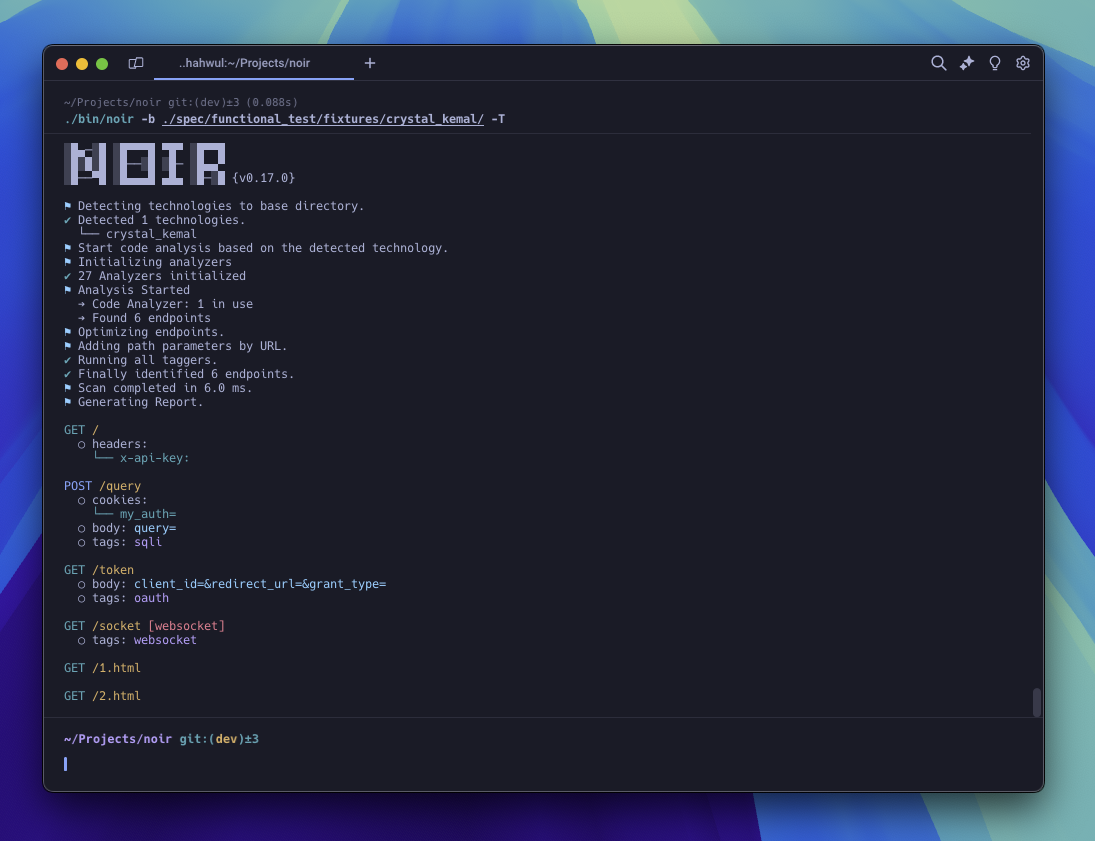 ..hahwul:~/Projects/noir
~/Projects/noir git:(dev)±3 (0.088s)
./bin/noir -b ./spec/functional_test/fixtures/crystal_kemal/ -T
NOIR {v0.17.0}
⚑ Detecting technologies to base directory.
✔ Detected 1 technologies.
└── crystal_kemal
⚑ Start code analysis based on the detected technology.
⚑ Initializing analyzers
✔ 27 Analyzers initialized
⚑ Analysis Started
➔ Code Analyzer: 1 in use
➔ Found 6 endpoints
⚑ Optimizing endpoints.
⚑ Adding path parameters by URL.
✔ Running all taggers.
✔ Finally identified 6 endpoints.
⚑ Scan completed in 6.0 ms.
⚑ Generating Report.
GET /
○ headers:
└── x-api-key:
POST /query
○ cookies:
└── my_auth=
○ body: query=
○ tags: sqli
GET /token
○ body: client_id=&redirect_url=&grant_type=
○ tags: oauth
GET /socket [websocket]
○ tags: websocket
GET /1.html
GET /2.html
~/Projects/noir git:(dev)±3